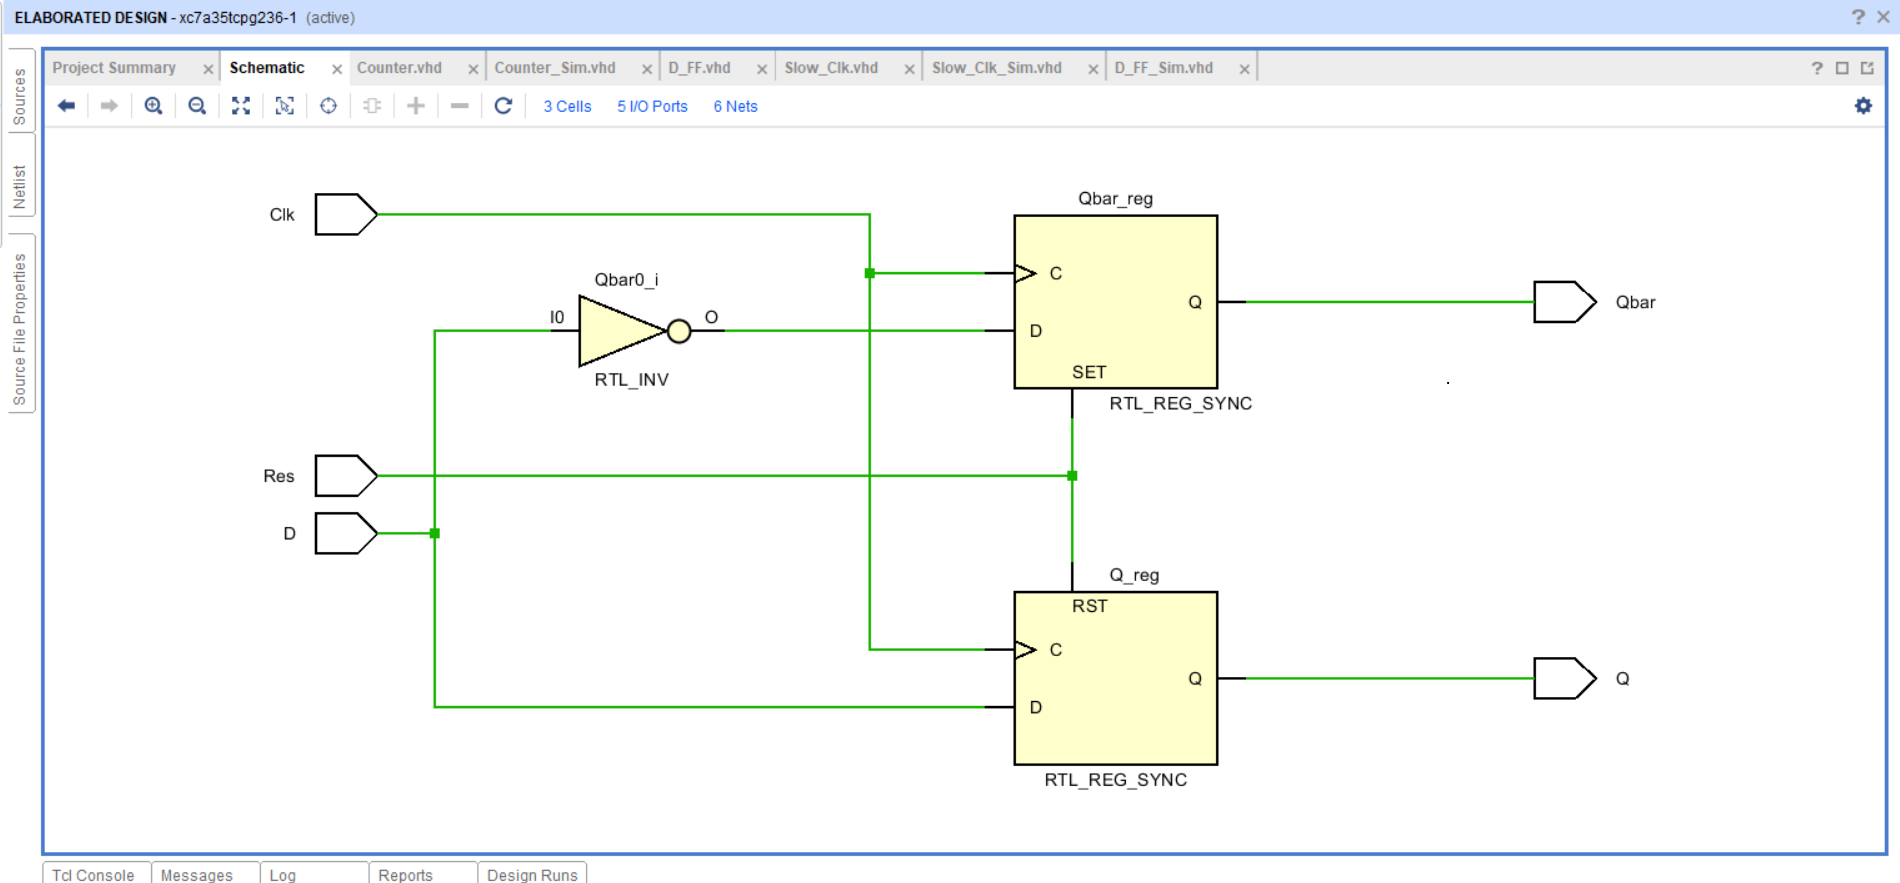 ELABORATED DESIGN - xc7a35tcpg236-1 (active)
Sources
Netlist
Source File Properties
Project Summary
Schematic
Counter.vhd
Counter_Sim.vhd
D_FF.vhd
Slow_Clk.vhd
Slow_Clk_Sim.vhd
D_FF_Sim.vhd
3 Cells
5 I/O Ports
6 Nets
Qbar_reg
Clk
C
Qbar0_i
Q
Qbar
I0
O
D
SET
RTL_INV
RTL_REG_SYNC
Res
D
Q_reg
RST
C
Q
Q
D
RTL_REG_SYNC
Tcl Console
Messages
Log
Reports
Design Runs